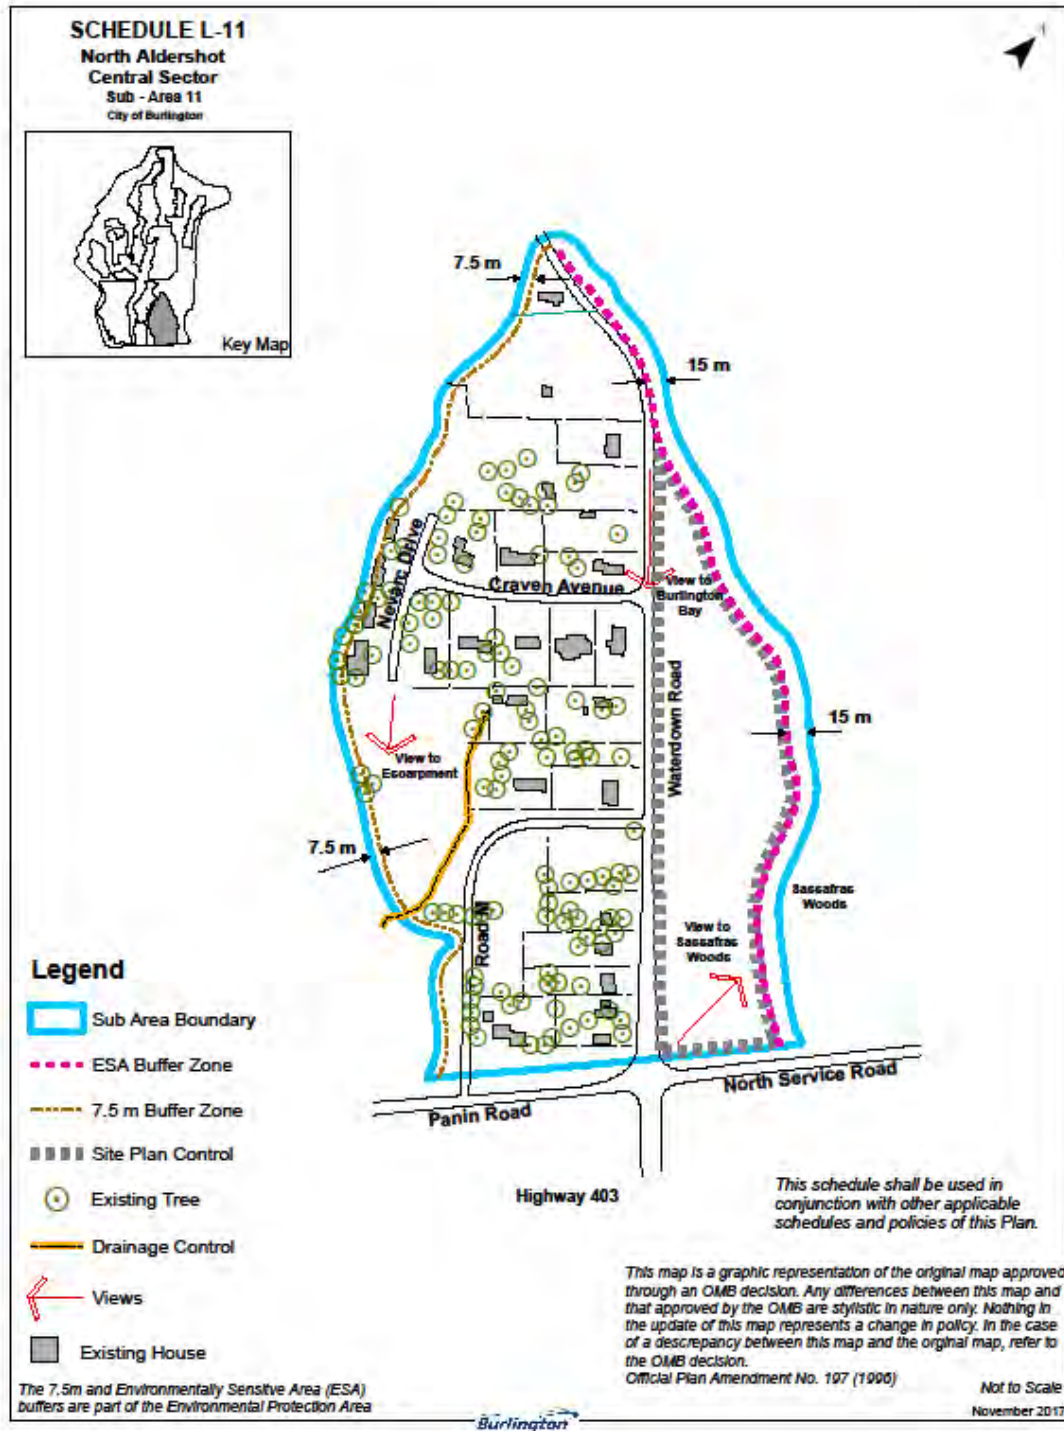 SCHEDULE L-11
North Aldershot
Central Sector
Sub - Area 11
City of Burlington
Key Map
7.5 m
15 m
Nevarc Drive
Craven Avenue
View to
Burlington
Bay
Waterdown Road
15 m
View to
Escarpment
7.5 m
Sassafras
Woods
View to
Sassafras
Woods
Road M
North Service Road
Panin Road
Highway 403
Legend
Sub Area Boundary
ESA Buffer Zone
7.5 m Buffer Zone
Site Plan Control
Existing Tree
Drainage Control
Views
Existing House
The 7.5m and Environmentally Sensitve Area (ESA)
buffers are part of the Environmental Protection Area
This schedule shall be used in
conjunction with other applicable
schedules and policies of this Plan.
This map is a graphic representation of the original map approved
through an OMB decision. Any differences between this map and
that approved by the OMB are stylistic in nature only. Nothing in
the update of this map represents a change in policy. In the case
of a descrepancy between this map and the orginal map, refer to
the OMB decision.
Official Plan Amendment No. 197 (1996)
Not to Scale
November 2017
Burlington